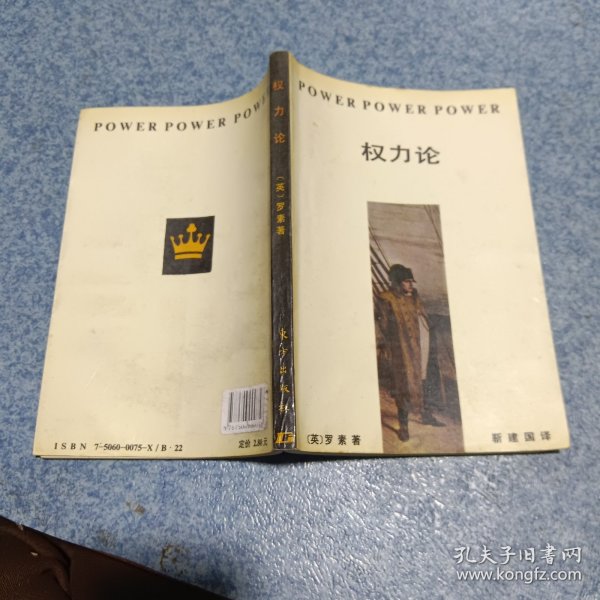 POWER POWER POWER
权力论
(英)罗素著
新建国译
权力论
(英)罗素著
东方出版社
POWER POWER POW
ISBN 7-5060-0075-X/B·22
定价 2.80 元
孔夫子旧书网
www.kongfz.com